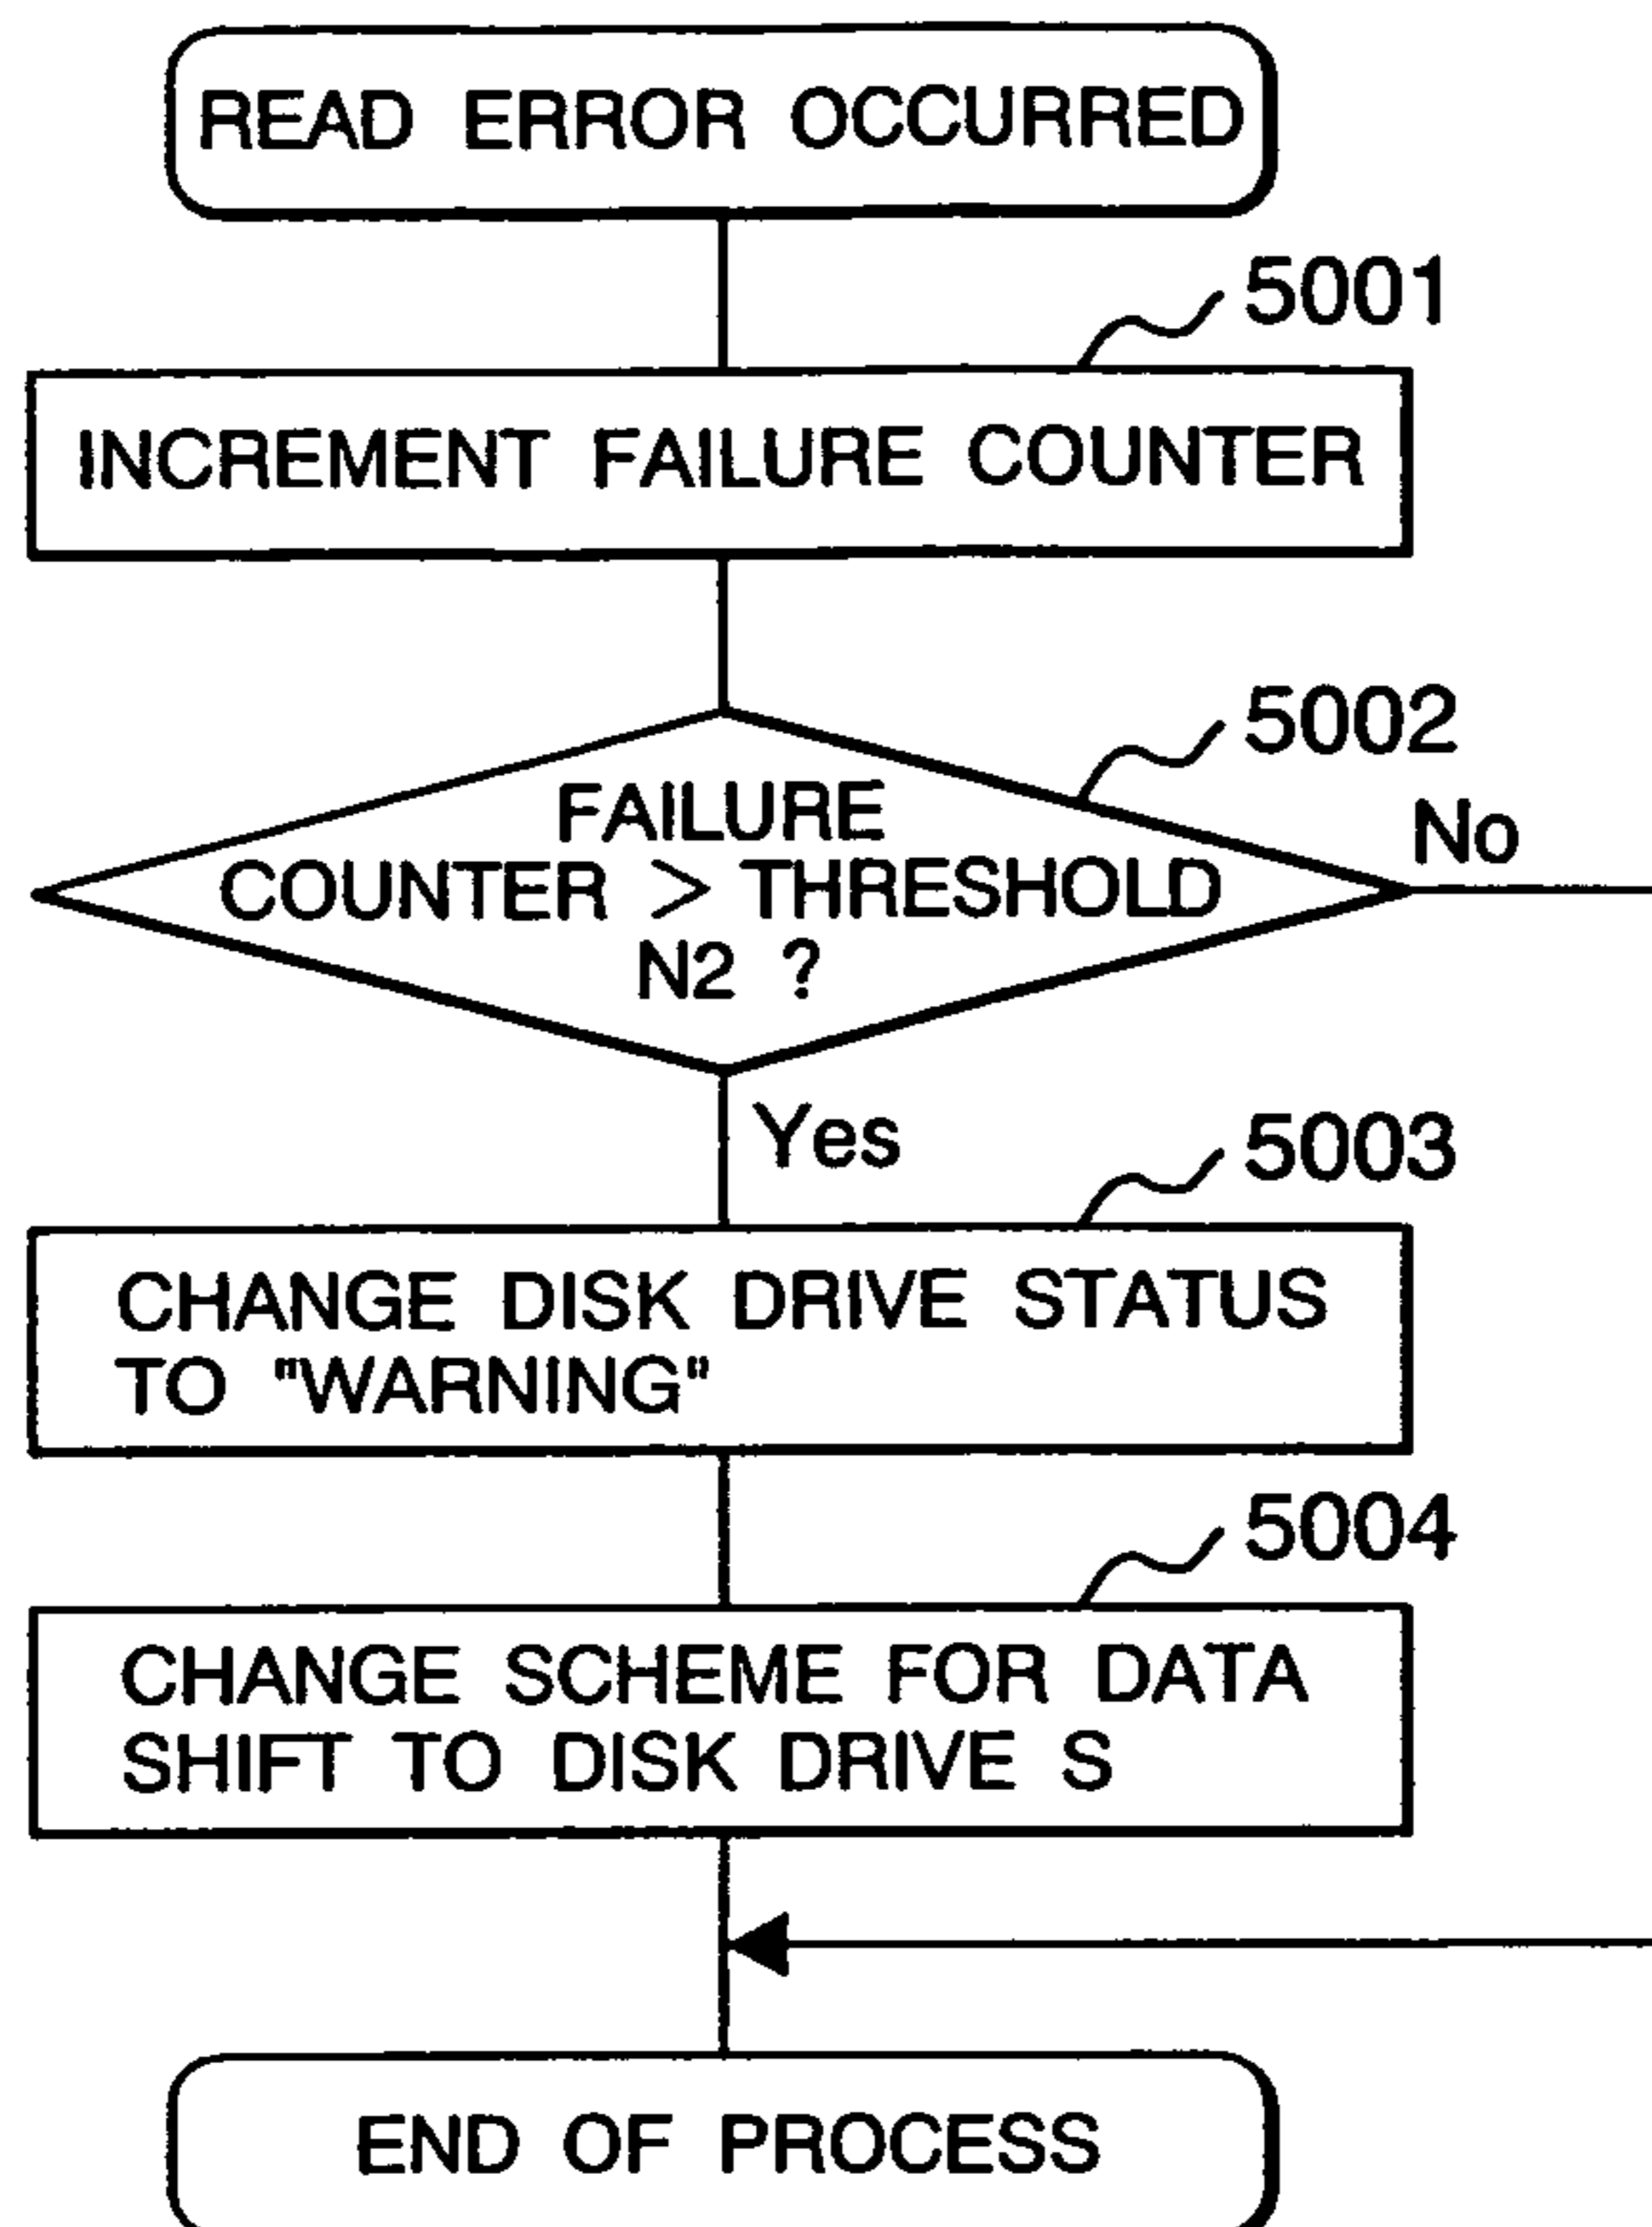 READ ERROR OCCURRED
5001
INCREMENT FAILURE COUNTER
5002
FAILURE
COUNTER > THRESHOLD
N2 ?
No
Yes
5003
CHANGE DISK DRIVE STATUS
TO "WARNING"
5004
CHANGE SCHEME FOR DATA
SHIFT TO DISK DRIVE S
END OF PROCESS